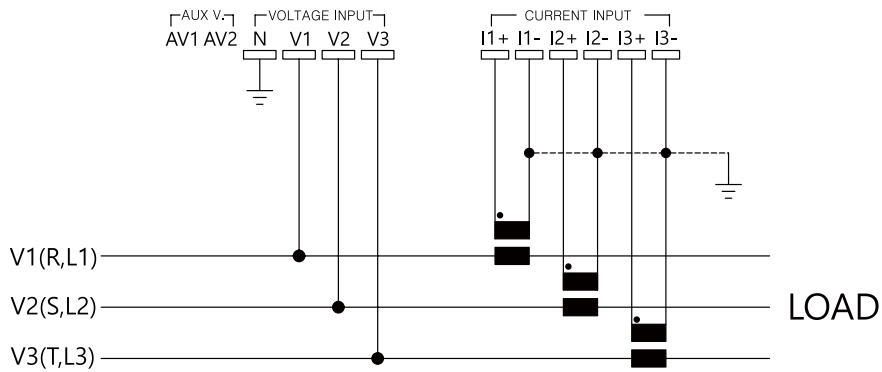 AUX V. VOLTAGE INPUT CURRENT INPUT
AV1 AV2 N V1 V2 V3 I1+ I1- I2+ I2- I3+ I3-
V1(R,L1)
V2(S,L2) LOAD
V3(T,L3)